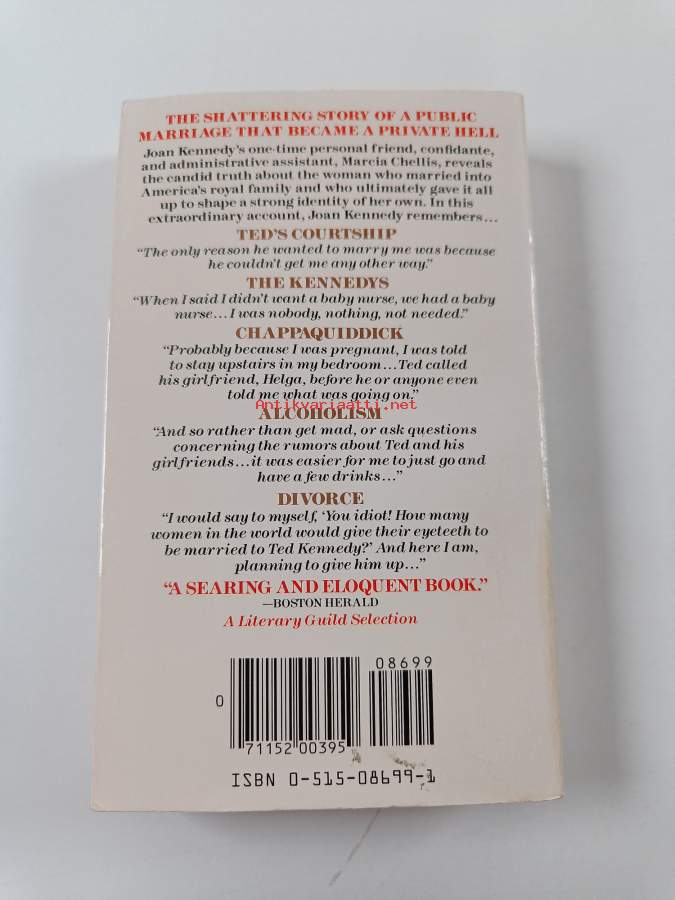 THE SHATTERING STORY OF A PUBLIC
MARRIAGE THAT BECAME A PRIVATE HELL
Joan Kennedy's one-time personal friend, confidante,
and administrative assistant, Marcia Chellis, reveals
the candid truth about the woman who married into
America's royal family and who ultimately gave it all
up to shape a strong identity of her own. In this
extraordinary account, Joan Kennedy remembers...
TED'S COURTSHIP
"The only reason he wanted to marry me was because
he couldn't get me any other way."
THE KENNEDYS
"When I said I didn't want a baby nurse, we had a baby
nurse...I was nobody, nothing, not needed."
CHAPPAQUIDDICK
"Probably because I was pregnant, I was told
to stay upstairs in my bedroom...Ted called
his girlfriend, Helga, before he or anyone even
told me what was going on."
Antikvariaatti.net
ALCOHOLISM
"And so rather than get mad, or ask questions
concerning the rumors about Ted and his
girlfriends...it was easier for me to just go and
have a few drinks..."
DIVORCE
"I would say to myself, 'You idiot! How many
women in the world would give their eyeteeth to
be married to Ted Kennedy?' And here I am,
planning to give him up..."
"A SEARING AND ELOQUENT BOOK."
—BOSTON HERALD
A Literary Guild Selection
08699
0
71152 00395
ISBN 0-515-08699-1